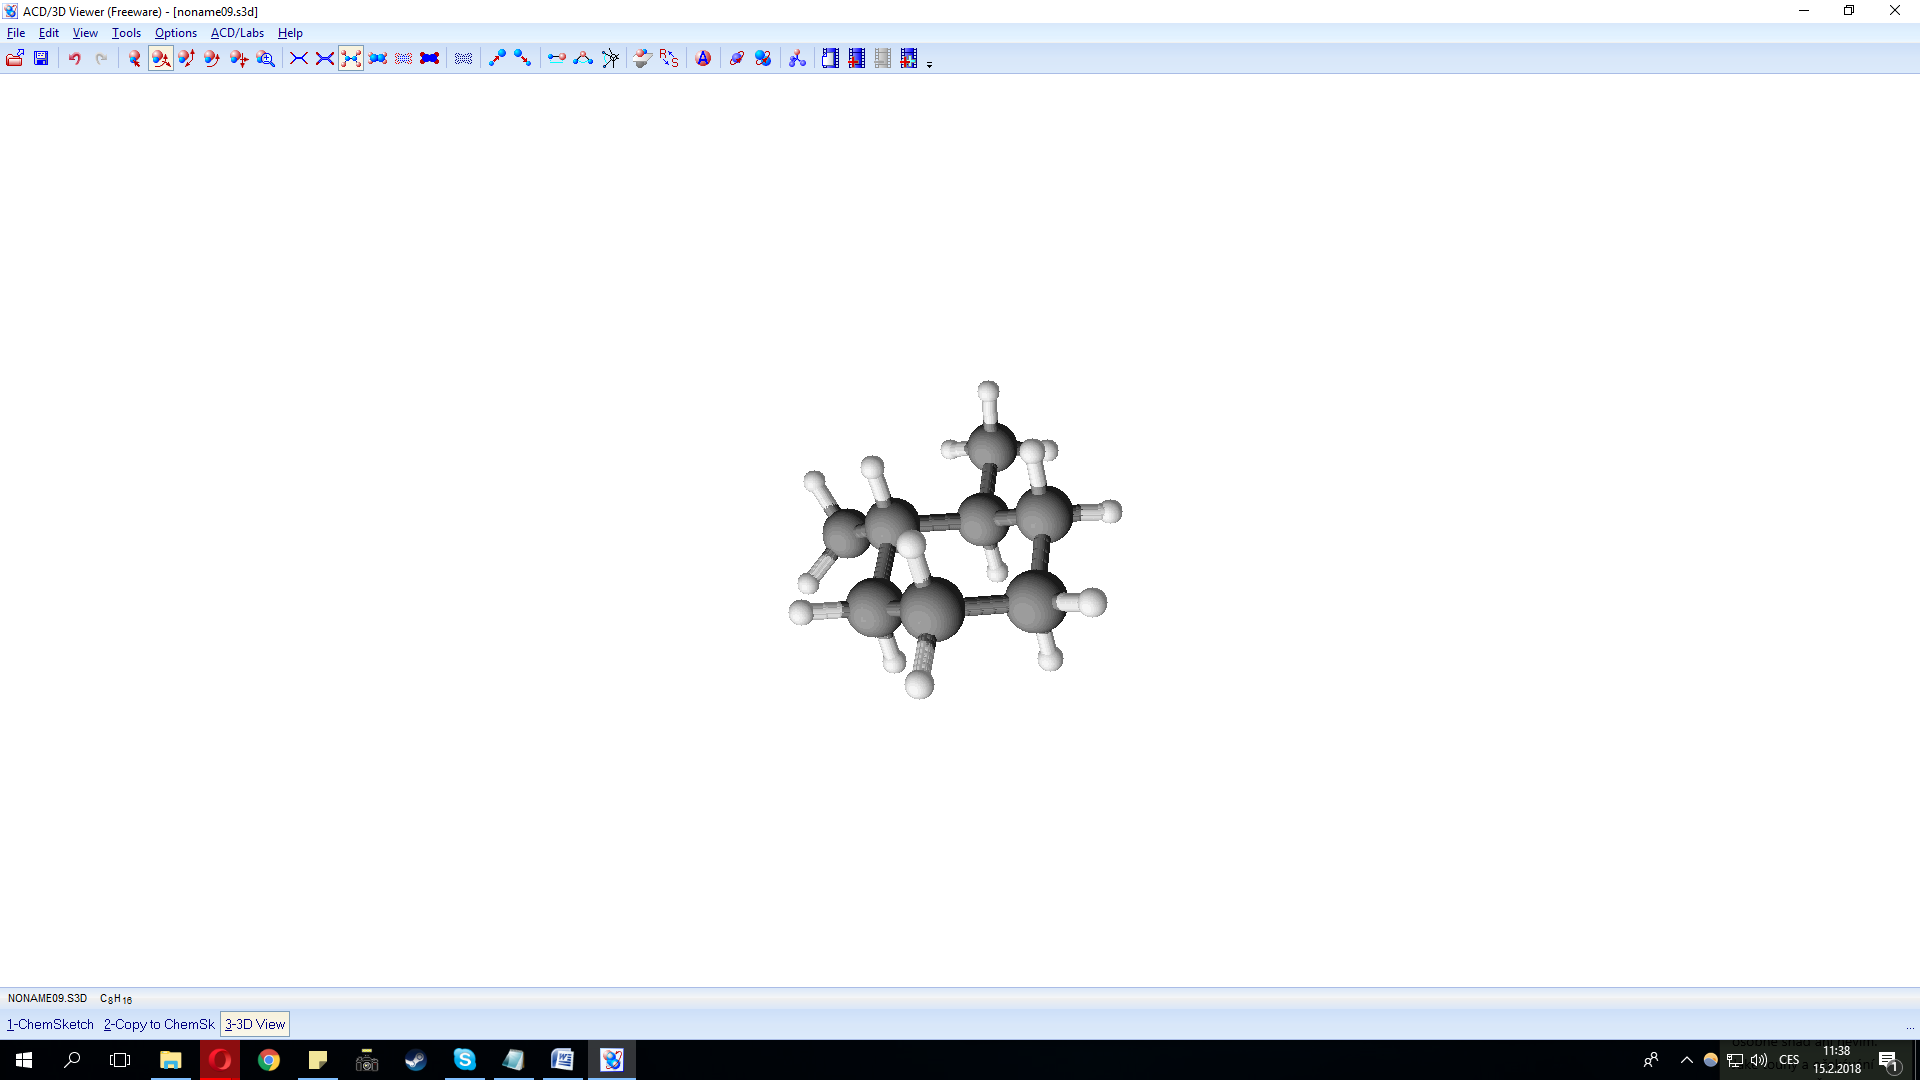 ACD/3D Viewer (Freeware) - [noname09.s3d]
File Edit View Tools Options ACD/Labs Help
NONAME09.S3D C8H16
1-ChemSketch 2-Copy to ChemSk 3-3D View
...
CES
11:38
15.2.2018
1